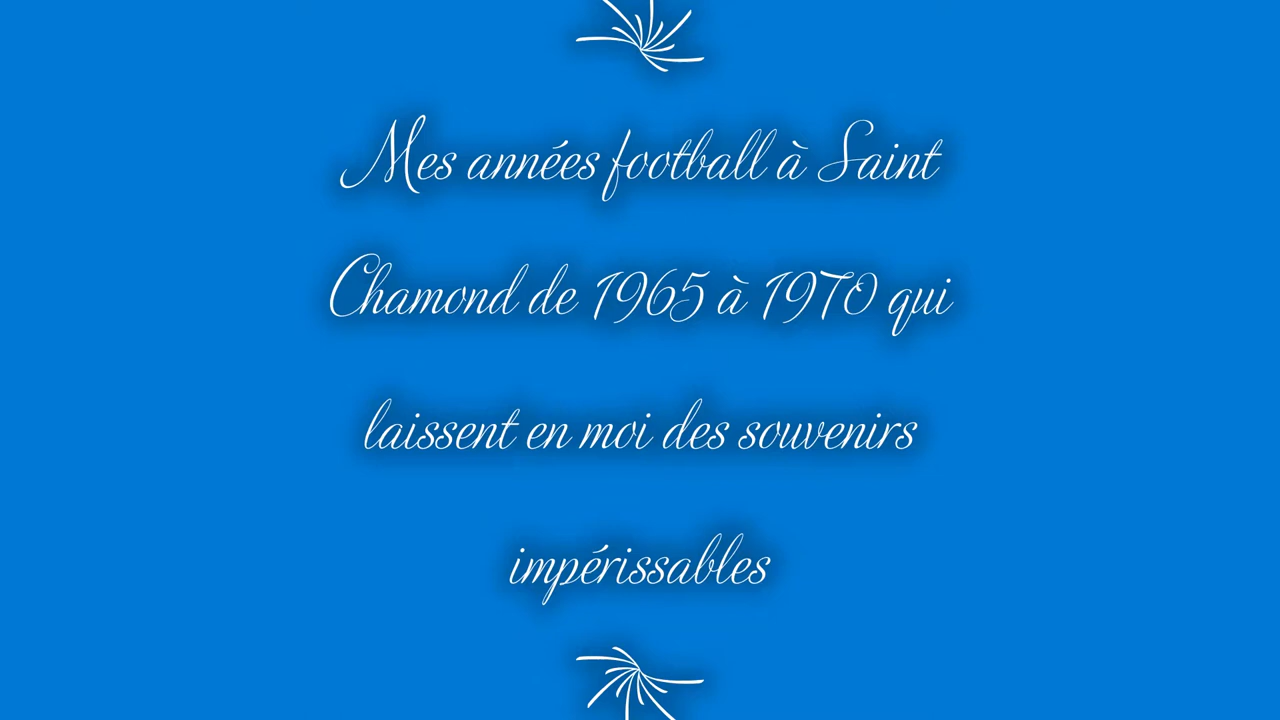 Mes années football à Saint
Chamond de 1965 à 1970 qui
laissent en moi des souvenirs
impérissables